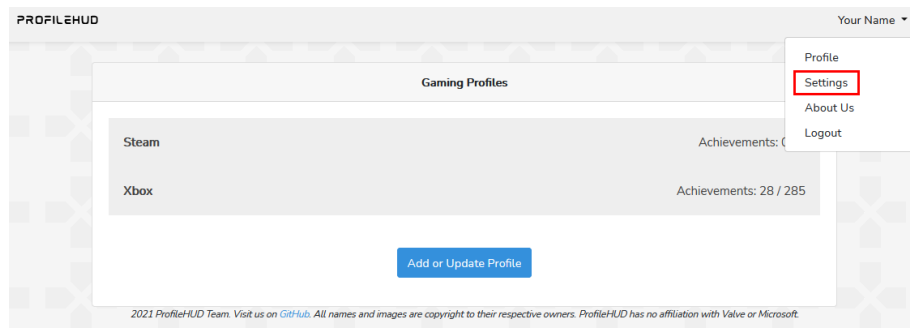 PROFILEHUD
Your Name
Profile
Settings
About Us
Logout
Gaming Profiles
Steam
Achievements:
Xbox
Achievements: 28 / 285
Add or Update Profile
2021 ProfileHUD Team. Visit us on GitHub. All names and images are copyright to their respective owners. ProfileHUD has no affiliation with Valve or Microsoft.